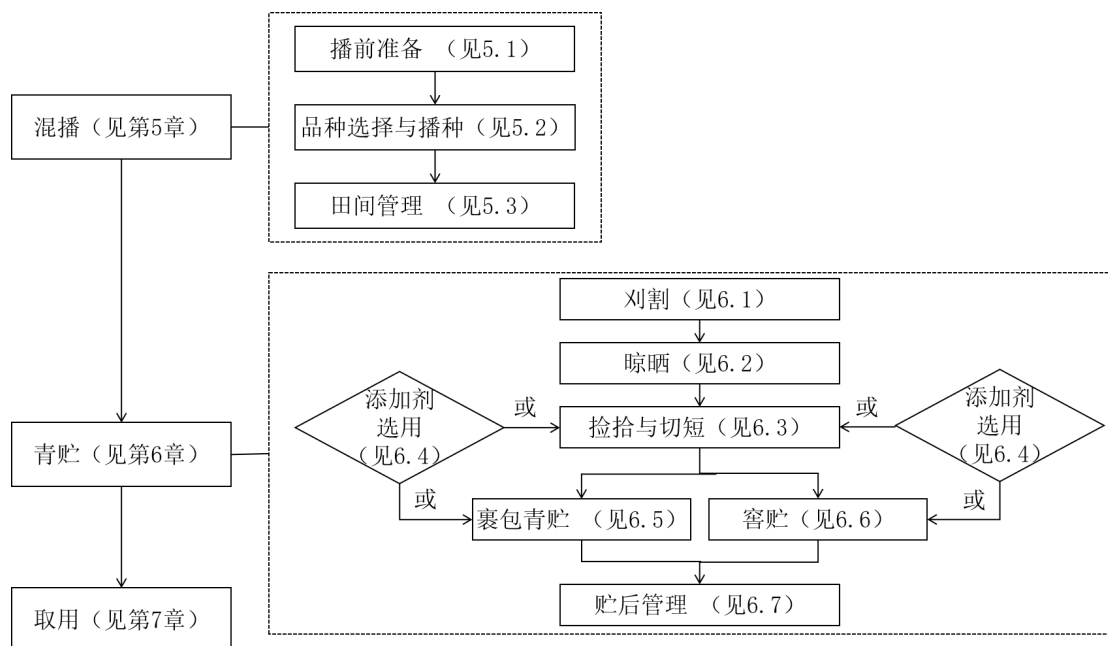 播前准备 （见5.1）
混播（见第5章）
品种选择与播种（见5.2）
田间管理 （见5.3）
刈割（见6.1）
晾晒（见6.2）
添加剂
选用
（见6.4）
或
捡拾与切短（见6.3）
或
添加剂
选用
（见6.4）
青贮（见第6章）
或
裹包青贮 （见6.5）
窖贮（见6.6）
或
取用（见第7章）
贮后管理 （见6.7）